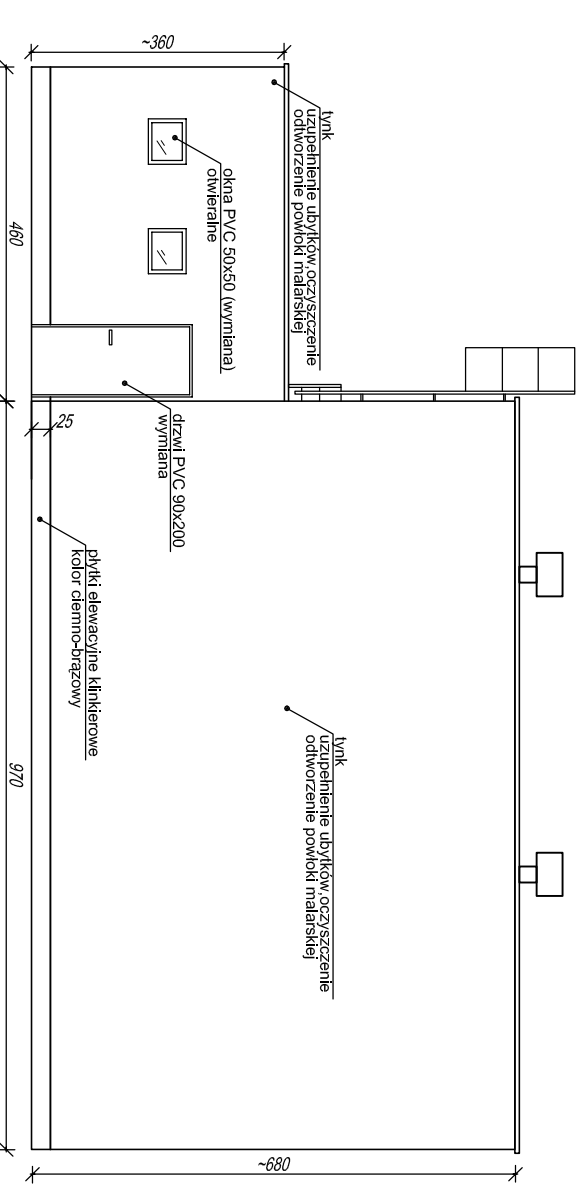 ~360
tynk
uzupełnienie ubytków,oczyszczenie
odtworzenie powłoki malarskiej
okna PVC 50x50 (wymiana)
otwieralne
460
drzwi PVC 90x200
wymiana
25
płytki elewacyjne klinkierowe
kolor ciemno-brązowy
tynk
uzupełnienie ubytków,oczyszczenie
odtworzenie powłoki malarskiej
970
~680